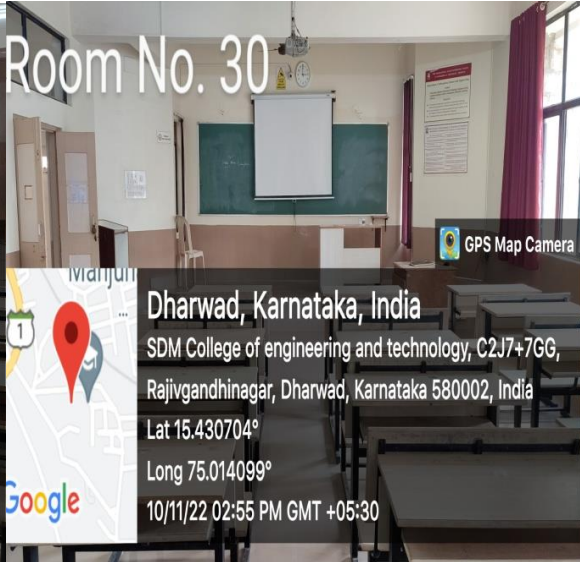 Room No. 30
GPS Map Camera
Manjun
1
Dharwad, Karnataka, India
SDM College of engineering and technology, C2J7+7GG,
Rajivgandhinagar, Dharwad, Karnataka 580002, India
Lat 15.430704°
Long 75.014099°
10/11/22 02:55 PM GMT +05:30
Google